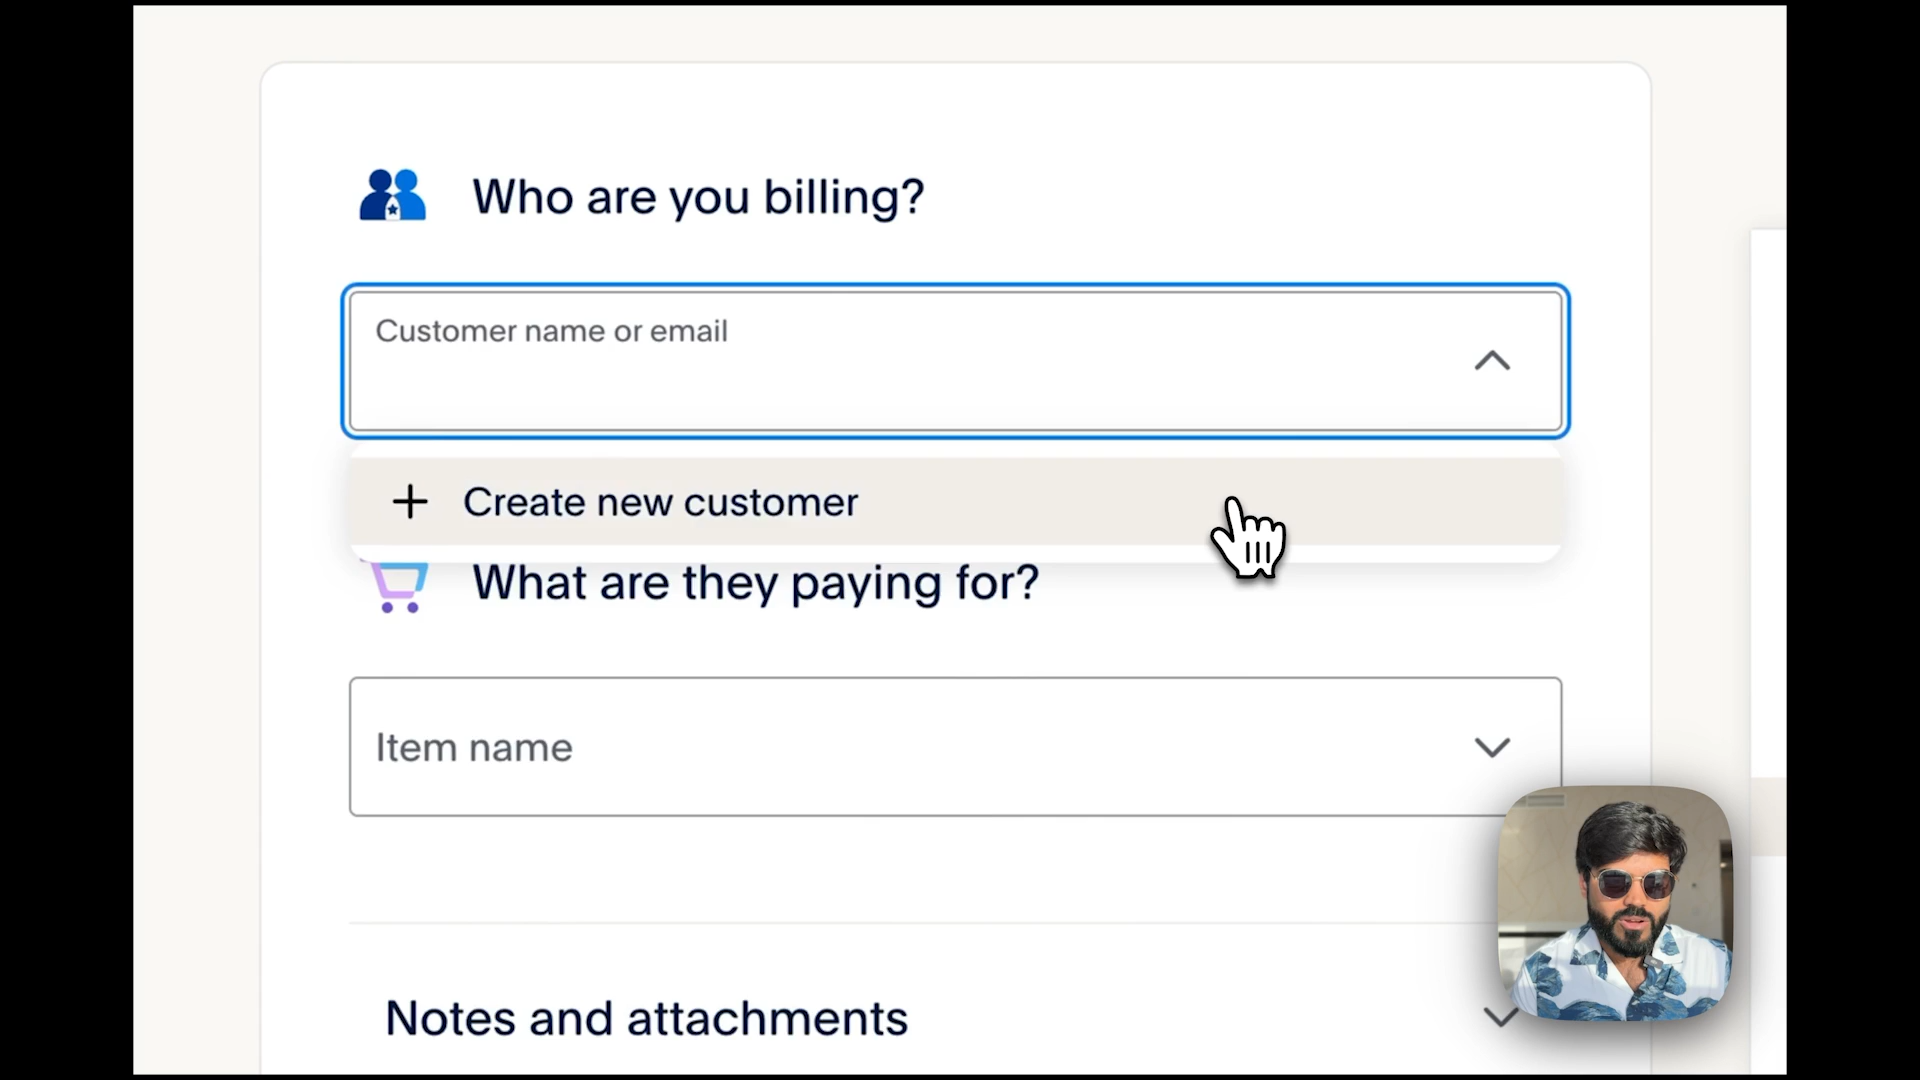 Who are you billing?
Customer name or email
Create new customer
What are they paying for?
Item name
Notes and attachments